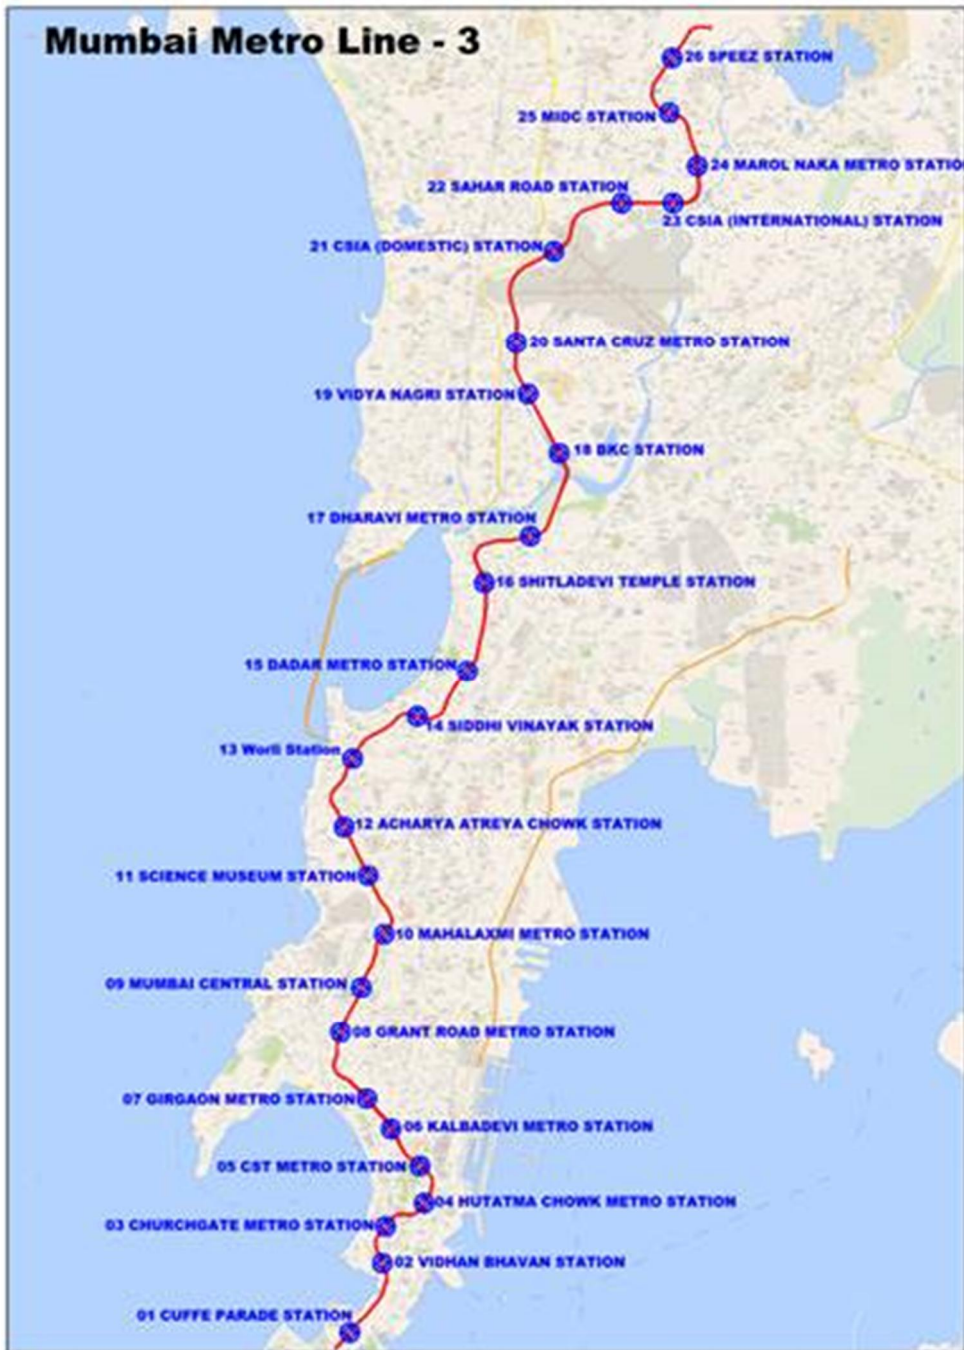 Mumbai Metro Line - 3
26 SPEEZ STATION
25 MIDC STATION
24 MAROL NAKA METRO STATIO
22 SAHAR ROAD STATION
23 CSIA (INTERNATIONAL) STATION
21 CSIA (DOMESTIC) STATION
20 SANTA CRUZ METRO STATION
19 VIDYA NAGRI STATION
18 BKC STATION
17 DHARAVI METRO STATION
16 SHITLADEVI TEMPLE STATION
15 DADAR METRO STATION
14 SIDDHI VINAYAK STATION
13 Worli Station
12 ACHARYA ATREYA CHOWK STATION
11 SCIENCE MUSEUM STATION
10 MAHALAXMI METRO STATION
09 MUMBAI CENTRAL STATION
08 GRANT ROAD METRO STATION
07 GIRGAON METRO STATION
06 KALBADEVI METRO STATION
05 CST METRO STATION
04 HUTATMA CHOWK METRO STATION
03 CHURCHGATE METRO STATION
02 VIDHAN BHAVAN STATION
01 CUFFE PARADE STATION